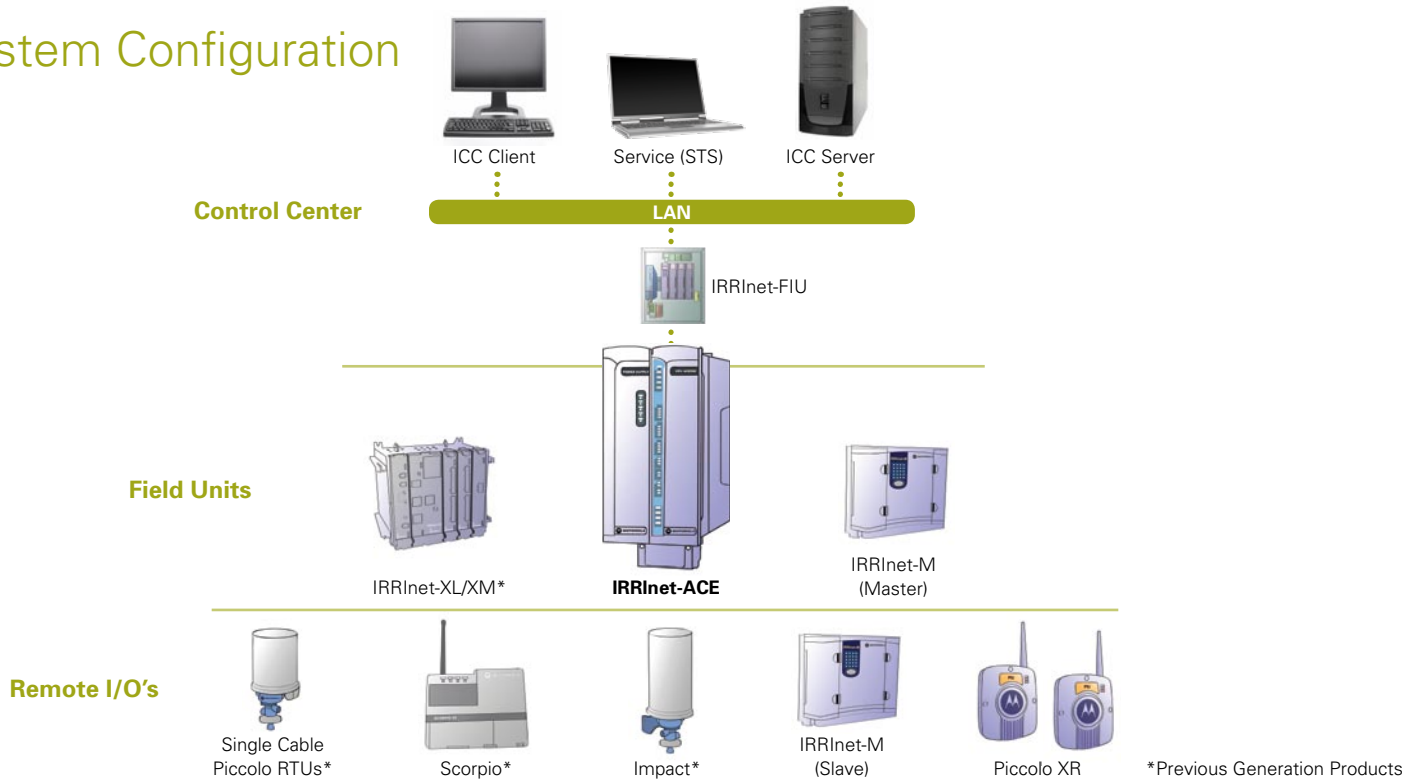 stem Configuration
ICC Client
Service (STS)
ICC Server
Control Center
LAN
IRRInet-FIU
Field Units
IRRInet-XL/XM*
IRRInet-ACE
IRRInet-M
(Master)
Remote I/O's
Single Cable
Piccolo RTUs*
Scorpio*
Impact*
IRRInet-M
(Slave)
Piccolo XR
*Previous Generation Products